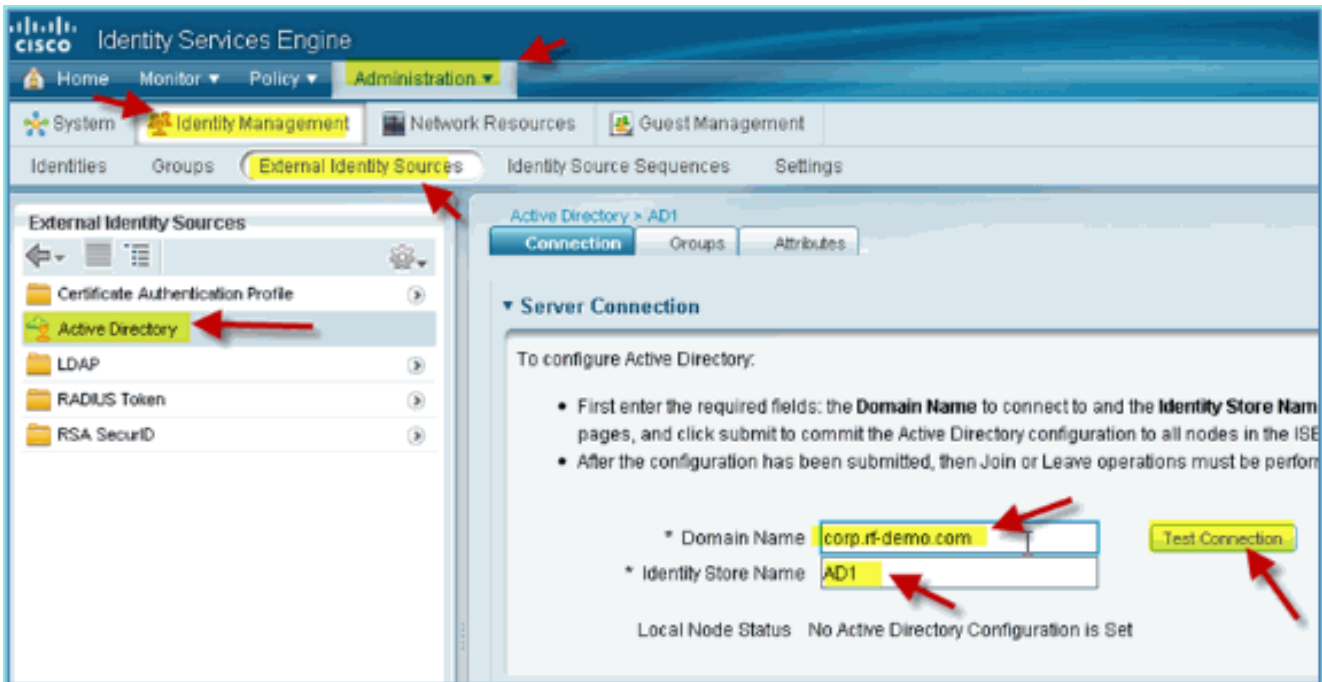 cisco Identity Services Engine
Home Monitor Policy Administration
System Identity Management Network Resources Guest Management
Identities Groups External Identity Sources Identity Source Sequences Settings
External Identity Sources
Certificate Authentication Profile
Active Directory
LDAP
RADIUS Token
RSA SecurID
Active Directory > AD1
Connection Groups Attributes
Server Connection
To configure Active Directory:
• First enter the required fields: the Domain Name to connect to and the Identity Store Nam
pages, and click submit to commit the Active Directory configuration to all nodes in the ISE
• After the configuration has been submitted, then Join or Leave operations must be perforr
* Domain Name corp.rf-demo.com Test Connection
* Identity Store Name AD1
Local Node Status No Active Directory Configuration is Set